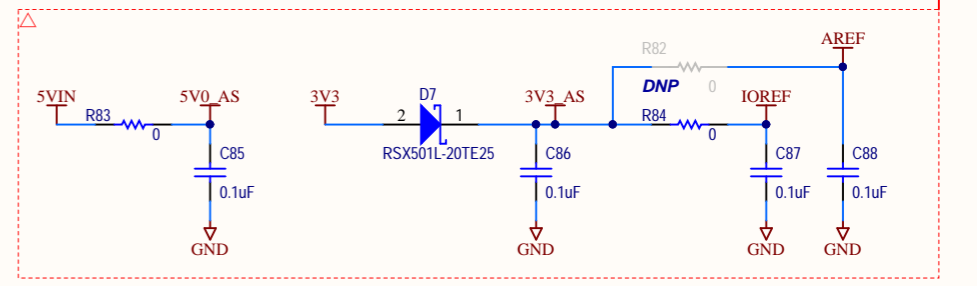 R82
AREF
DNP
0
5VIN
R83
0
5V0_AS
3V3
D7
2
1
RSX501L-20TE25
3V3_AS
R84
0
IOREF
C85
0.1uF
GND
C86
0.1uF
GND
C87
0.1uF
GND
C88
0.1uF
GND